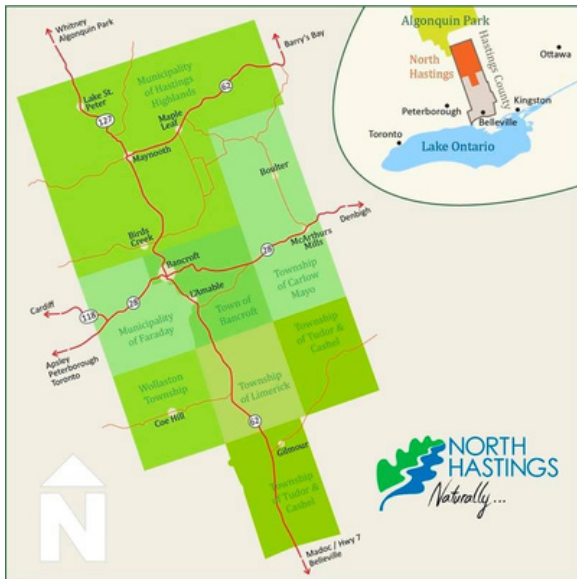 Whitney
Algonquin Park
Barry's Bay
Municipality
of Hastings
Highlands
62
Lake St.
Peter
127
Maple
Leaf
Maynooth
Boulter
Denbigh
Birds
Creek
28
McArthurs
Mills
Bancroft
L'Amable
Township
of Carlow
Mayo
Cardiff
118
28
Municipality
of Faraday
Town of
Bancroft
Apsley
Peterborough
Toronto
Township
of Tudor &
Cashel
Wollaston
Township
Township
of Limerick
Coe Hill
62
Gilmour
Township
of Tudor &
Cashel
Madoc / Hwy 7
Belleville
N
Algonquin Park
North
Hastings
Hastings County
Ottawa
Peterborough
Kingston
Belleville
Toronto
Lake Ontario
NORTH
HASTINGS
Naturally...